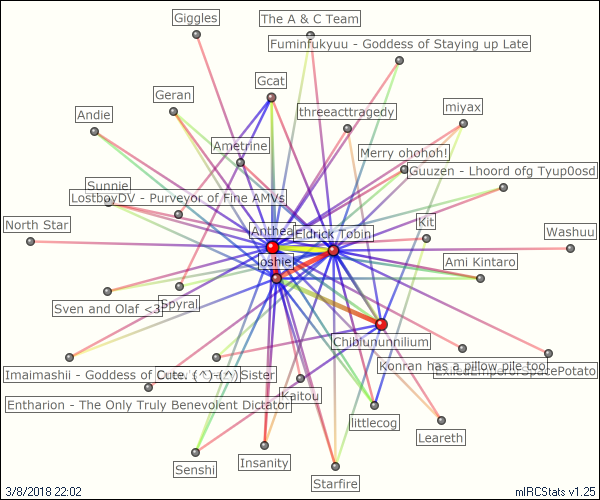 Giggles
The A & C Team
Fuminfukyuu - Goddess of Staying up Late
Gcat
Geran
threeacttragedy
miyax
Andie
Ametrine
Merry ohohoh!
Guuzen - Lhoord ofg Tyup0osd
Sunnie
LostboyDV - Purveyor of Fine AMVs
North Star
Anthea
Eldrick Tobin
Kit
Washuu
Joshie
Ami Kintaro
Sven and Olaf <3
Spyral
Chiblununnilium
Konran has a pillow pile too!
ExiledEmperorSpacePotato
Imaimashii - Goddess of Cute. (^)-(^)
Sister
Kaitou
Entharion - The Only Truly Benevolent Dictator
littlecog
Leareth
Senshi
Insanity
Starfire
3/8/2018 22:02
mIRCStats v1.25